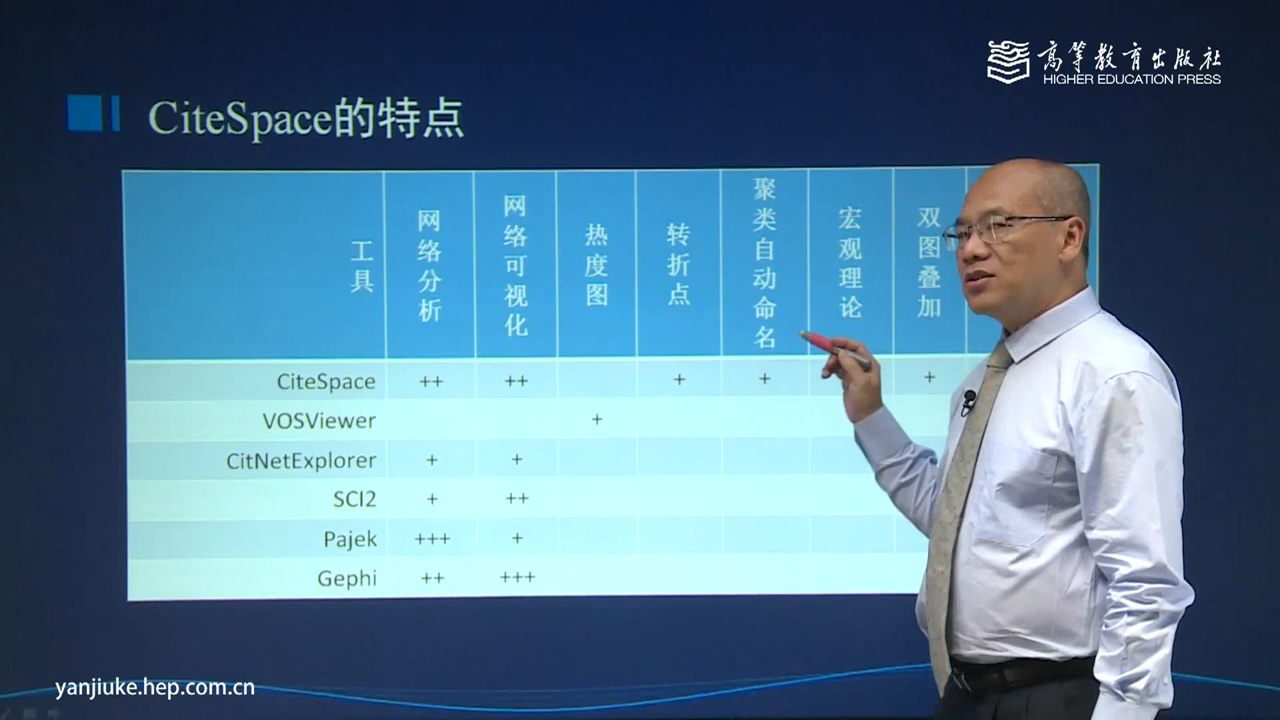 高等教育出版社
HIGHER EDUCATION PRESS
CiteSpace的特点
工具 网络分析 网络可视化 热度图 转折点 聚类自动命名 宏观理论 双图叠加
CiteSpace ++ ++ + + +
VOSViewer +
CitNetExplorer + +
SCI2 + ++
Pajek +++ +
Gephi ++ +++
yanjiuke.hep.com.cn